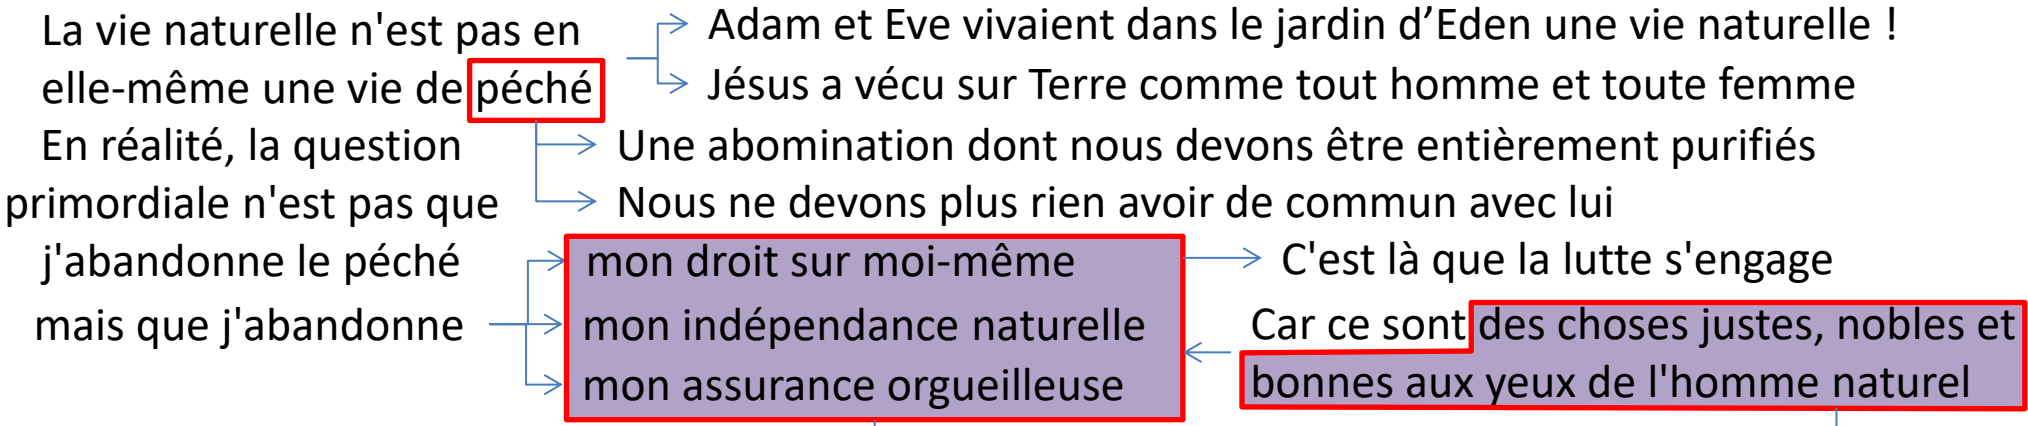 La vie naturelle n'est pas en
elle-même une vie de péché
Adam et Eve vivaient dans le jardin d’Eden une vie naturelle !
Jésus a vécu sur Terre comme tout homme et toute femme
Une abomination dont nous devons être entièrement purifiés
Nous ne devons plus rien avoir de commun avec lui
En réalité, la question
primordiale n'est pas que
j'abandonne le péché
mais que j'abandonne
mon droit sur moi-même
mon indépendance naturelle
mon assurance orgueilleuse
C'est là que la lutte s'engage
Car ce sont des choses justes, nobles et
bonnes aux yeux de l'homme naturel